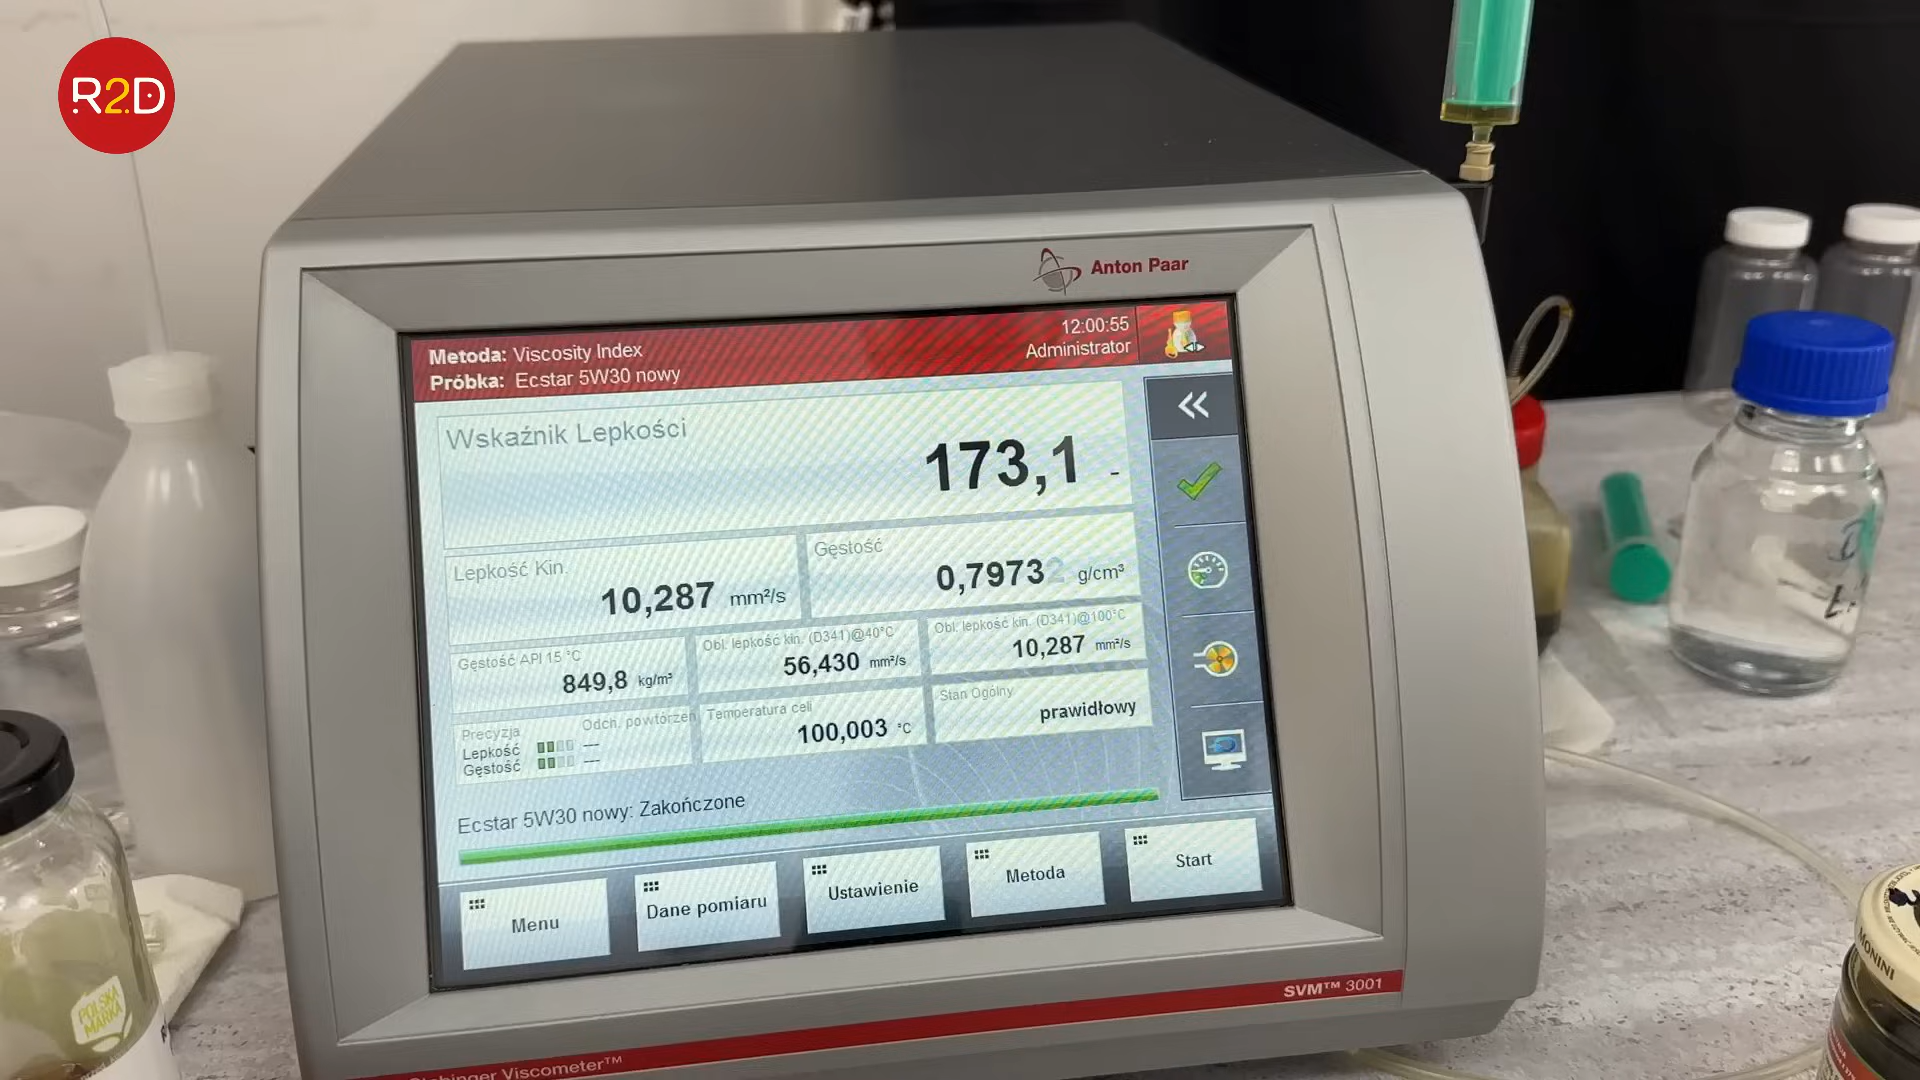 R2D
Anton Paar
Metoda: Viscosity Index
Próbka: Ecstar 5W30 nowy
12:00:55
Administrator
Wskaźnik Lepkości
173,1 -
Lepkość Kin.
10,287 mm²/s
Gęstość
0,79732 g/cm³
Gęstość API 15 °C
849,8 kg/m³
Obl. lepkość kin. (D341)@40°C
56,430 mm²/s
Obl. lepkość kin. (D341)@100°C
10,287 mm²/s
Precyzja
Odch. powtórzeń
Lepkość ---
Gęstość ---
Temperatura celi
100,003 °C
Stan Ogólny
prawidłowy
Ecstar 5W30 nowy: Zakończone
Menu
Dane pomiaru
Ustawienie
Metoda
Start
SVM™ 3001
Viscometer™
POLSKA
MARKA
MONINI